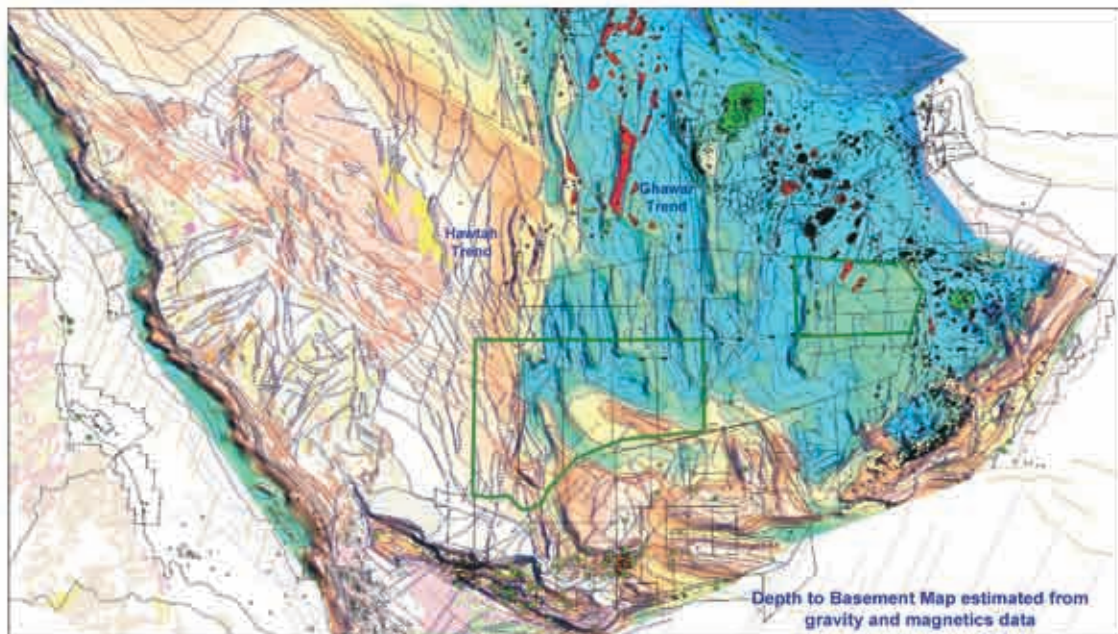 Ghawar
Trend
Hawtah
Trend
Depth to Basement Map estimated from
gravity and magnetics data